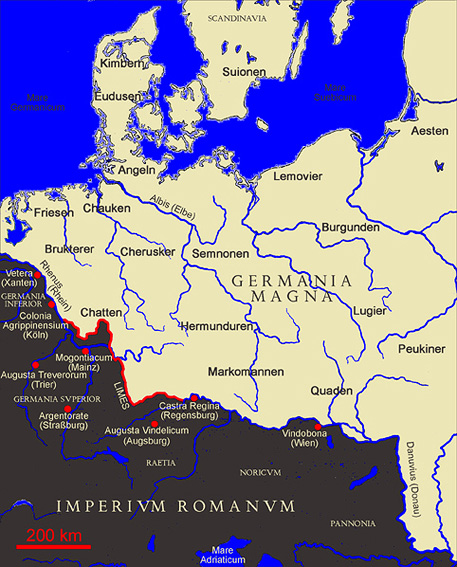 SCANDINAVIA
Kimbern
Suionen
Mare
Germanicum
Mare
Suebicum
Eudusen
Aesten
Angeln
Lemovier
Albis (Elbe)
Friesen
Chauken
Burgunden
Brukterer
Cherusker
Semnonen
Rhenus
(Rhein)
Vetera
(Xanten)
GERMANIA
MAGNA
GERMANIA
INFERIOR
Colonia
Agrippinensium
(Köln)
Chatten
Hermunduren
Lugier
Peukiner
Mogontiacum
(Mainz)
Augusta Treverorum
(Trier)
Markomannen
LIMES
Quaden
GERMANIA SVPERIOR
Castra Regina
(Regensburg)
Argentorate
(Straßburg)
Augusta Vindelicum
(Augsburg)
Vindobona
(Wien)
Danuvius (Donau)
RAETIA
NORICVM
IMPERIVM ROMANVM
PANNONIA
200 km
Mare
Adriaticum